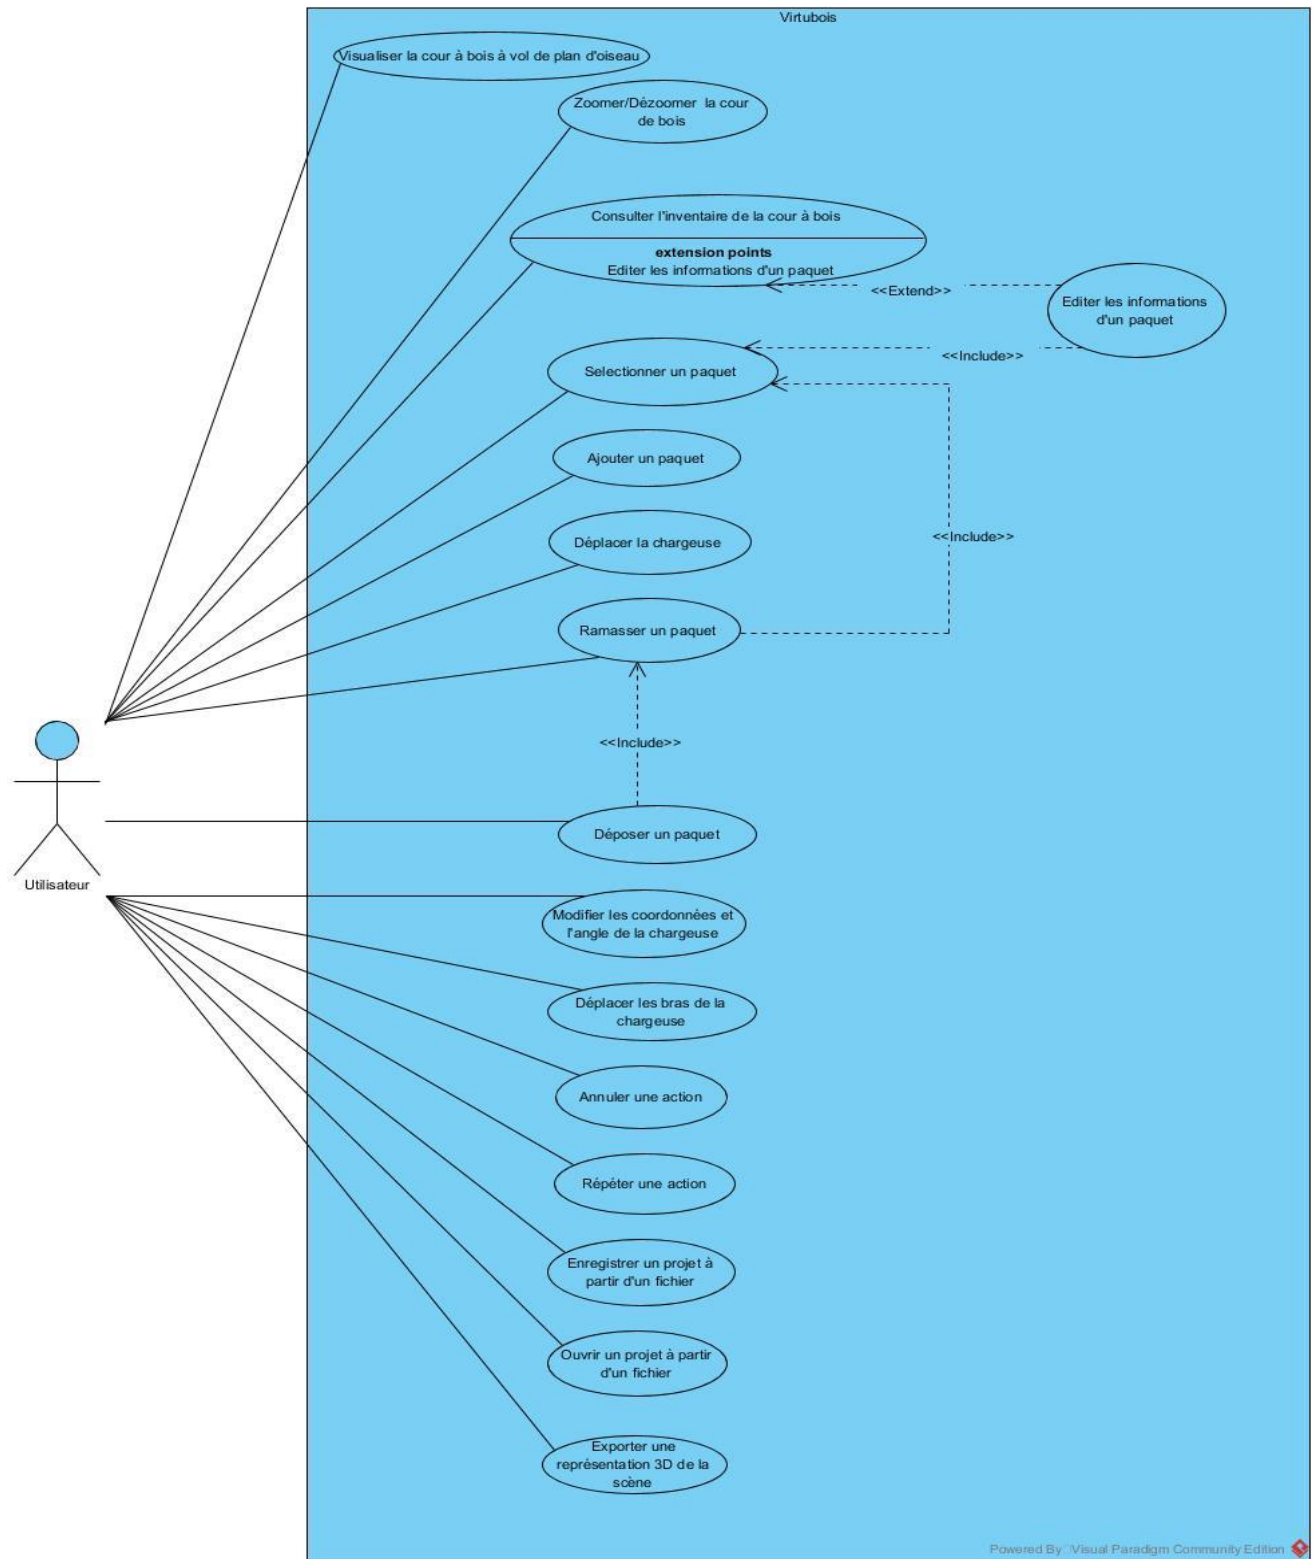 Virtubois
Visualiser la cour à bois à vol de plan d'oiseau
Zoomer/Dézoomer la cour
de bois
Consulter l'inventaire de la cour à bois
extension points
Editer les informations d'un paquet
<<Extend>>
Editer les informations
d'un paquet
<<Include>>
Selectionner un paquet
Ajouter un paquet
<<Include>>
Déplacer la chargeuse
Ramasser un paquet
<<Include>>
Déposer un paquet
Utilisateur
Modifier les coordonnées et
l'angle de la chargeuse
Déplacer les bras de la
chargeuse
Annuler une action
Répéter une action
Enregistrer un projet à
partir d'un fichier
Ouvrir un projet à partir
d'un fichier
Exporter une
représentation 3D de la
scène
Powered By Visual Paradigm Community Edition